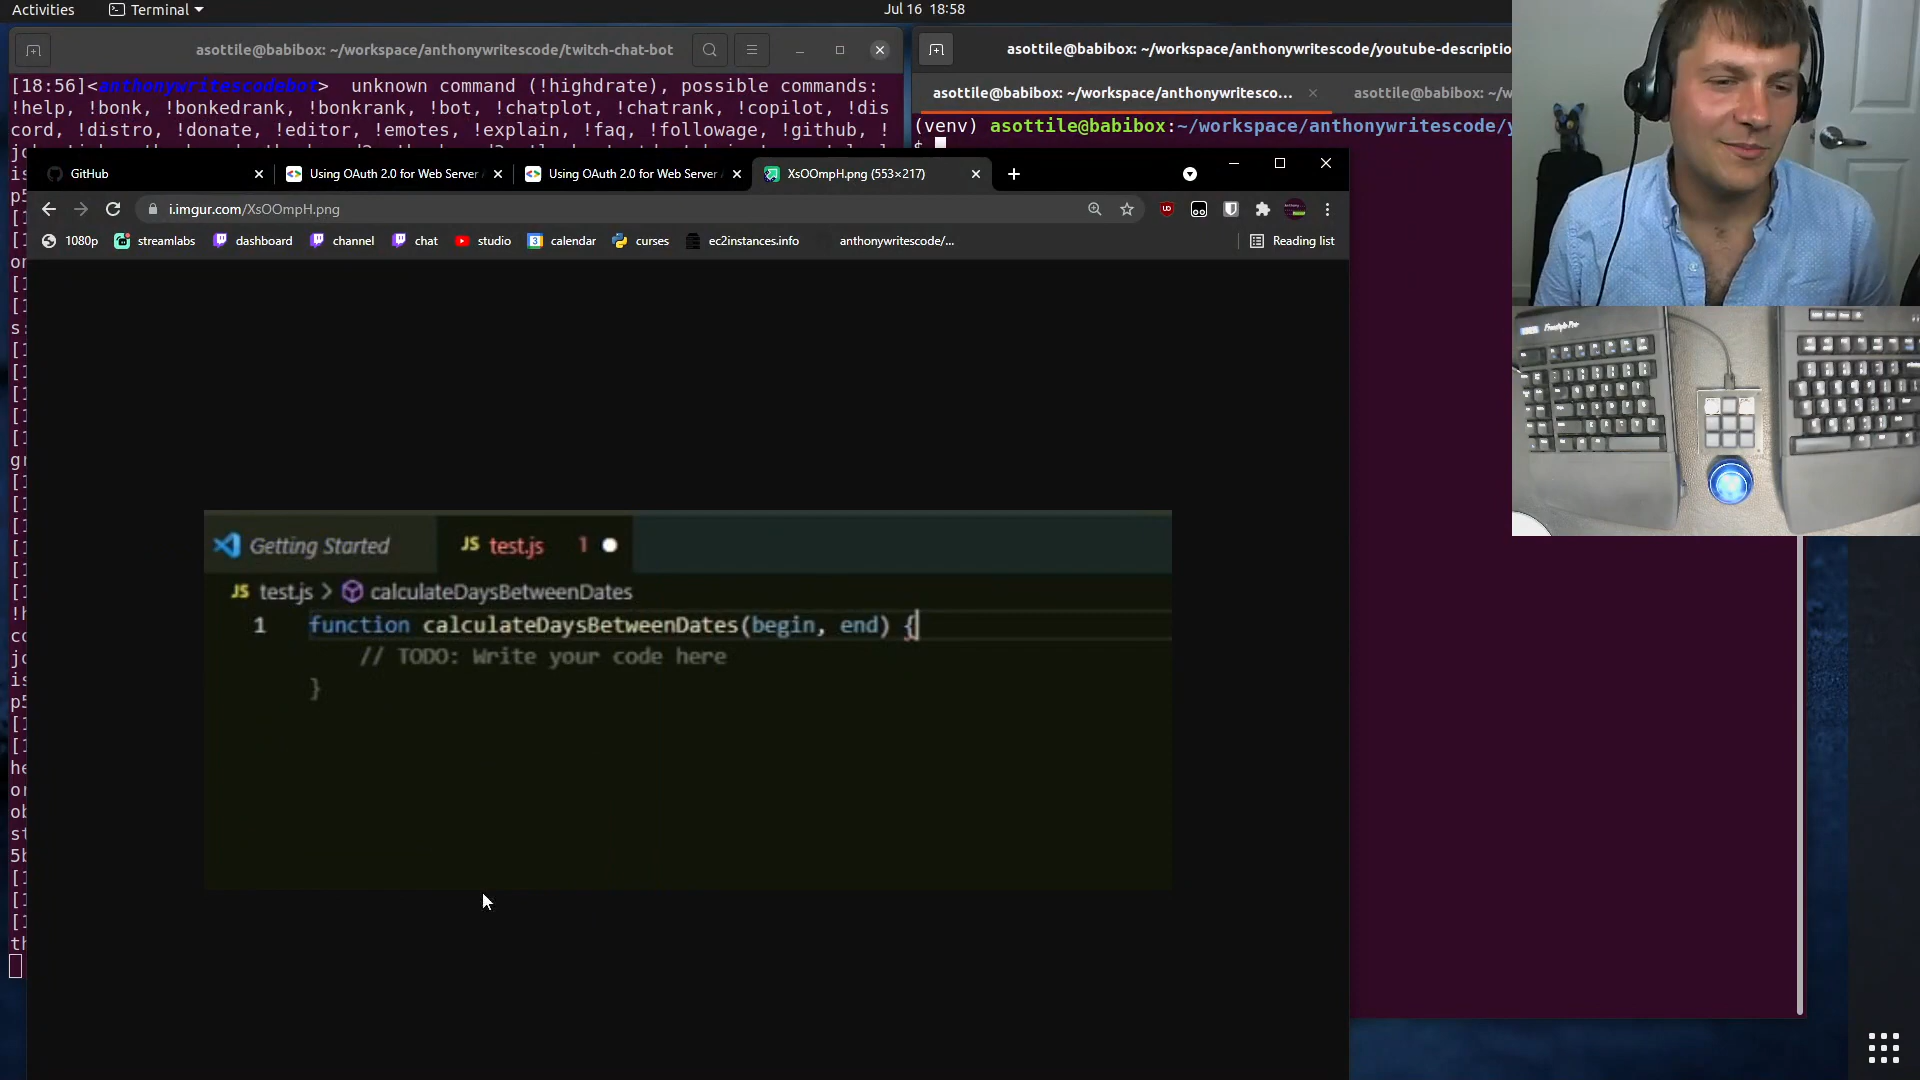 Activities
Terminal
Jul 16 18:58
asottile@babibox: ~/workspace/anthonywritescode/twitch-chat-bot
asottile@babibox: ~/workspace/anthonywritescode/youtube-descriptio
[18:56]<anthonywritescodebot> unknown command (!highdrate), possible commands:
!help, !bonk, !bonkedrank, !bonkrank, !bot, !chatplot, !chatrank, !copilot, !dis
cord, !distro, !donate, !editor, !emotes, !explain, !faq, !followage, !github, !
asottile@babibox: ~/workspace/anthonywritesco...
asottile@babibox: ~/w
(venv) asottile@babibox:~/workspace/anthonywritescode/y
$
GitHub
Using OAuth 2.0 for Web Server
Using OAuth 2.0 for Web Server
XsOOmpH.png (553×217)
i.imgur.com/XsOOmpH.png
1080p
streamlabs
dashboard
channel
chat
studio
calendar
curses
ec2instances.info
anthonywritescode/...
Reading list
Getting Started
JS test.js 1
JS test.js > calculateDaysBetweenDates
1 function calculateDaysBetweenDates(begin, end) {
// TODO: Write your code here
}
Freestyle Pro